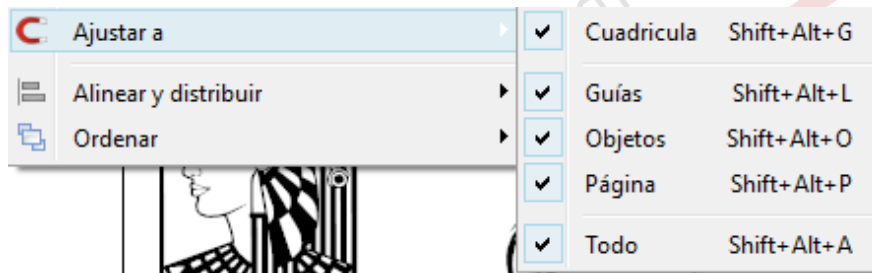 Ajustar a
Alinear y distribuir
Ordenar
Cuadricula Shift+Alt+G
Guías Shift+Alt+L
Objetos Shift+Alt+O
Página Shift+Alt+P
Todo Shift+Alt+A